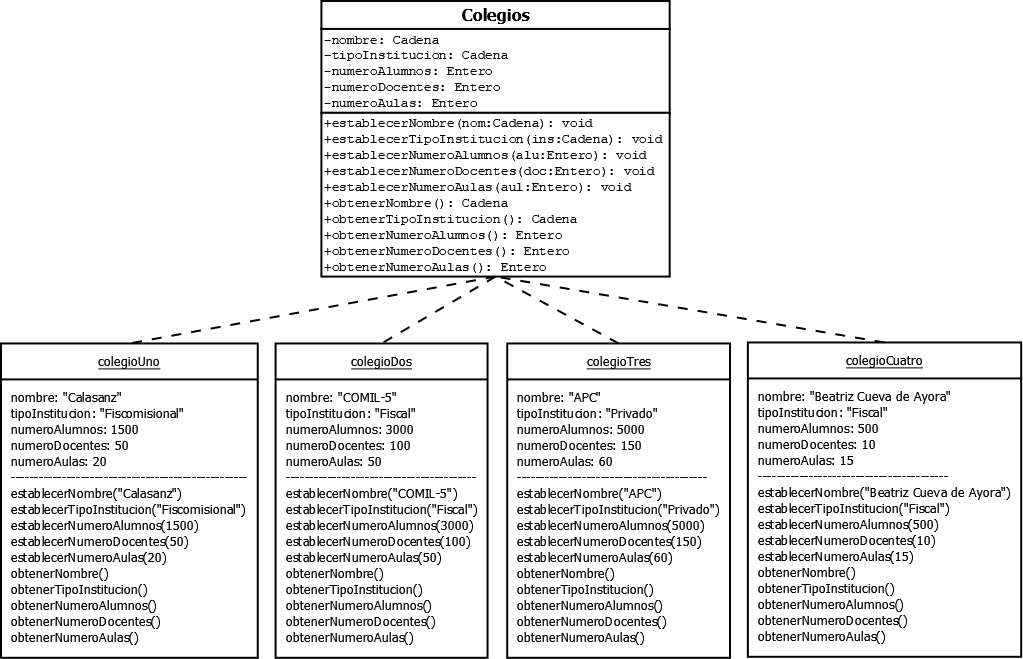 Colegios
-nombre: Cadena
-tipoInstitucion: Cadena
-numeroAlumnos: Entero
-numeroDocentes: Entero
-numeroAulas: Entero
+establecerNombre(nom:Cadena): void
+establecerTipoInstitucion(ins:Cadena): void
+establecerNumeroAlumnos(alu:Entero): void
+establecerNumeroDocentes(doc:Entero): void
+establecerNumeroAulas(aul:Entero): void
+obtenerNombre(): Cadena
+obtenerTipoInstitucion(): Cadena
+obtenerNumeroAlumnos(): Entero
+obtenerNumeroDocentes(): Entero
+obtenerNumeroAulas(): Entero
colegioUno
nombre: "Calasanz"
tipoInstitucion: "Fiscomisional"
numeroAlumnos: 1500
numeroDocentes: 50
numeroAulas: 20
establecerNombre("Calasanz")
establecerTipoInstitucion("Fiscomisional")
establecerNumeroAlumnos(1500)
establecerNumeroDocentes(50)
establecerNumeroAulas(20)
obtenerNombre()
obtenerTipoInstitucion()
obtenerNumeroAlumnos()
obtenerNumeroDocentes()
obtenerNumeroAulas()
colegioDos
nombre: "COMIL-5"
tipoInstitucion: "Fiscal"
numeroAlumnos: 3000
numeroDocentes: 100
numeroAulas: 50
establecerNombre("COMIL-5")
establecerTipoInstitucion("Fiscal")
establecerNumeroAlumnos(3000)
establecerNumeroDocentes(100)
establecerNumeroAulas(50)
obtenerNombre()
obtenerTipoInstitucion()
obtenerNumeroAlumnos()
obtenerNumeroDocentes()
obtenerNumeroAulas()
colegioTres
nombre: "APC"
tipoInstitucion: "Privado"
numeroAlumnos: 5000
numeroDocentes: 150
numeroAulas: 60
establecerNombre("APC")
establecerTipoInstitucion("Privado")
establecerNumeroAlumnos(5000)
establecerNumeroDocentes(150)
establecerNumeroAulas(60)
obtenerNombre()
obtenerTipoInstitucion()
obtenerNumeroAlumnos()
obtenerNumeroDocentes()
obtenerNumeroAulas()
colegioCuatro
nombre: "Beatriz Cueva de Ayora"
tipoInstitucion: "Fiscal"
numeroAlumnos: 500
numeroDocentes: 10
numeroAulas: 15
establecerNombre("Beatriz Cueva de Ayora")
establecerTipoInstitucion("Fiscal")
establecerNumeroAlumnos(500)
establecerNumeroDocentes(10)
establecerNumeroAulas(15)
obtenerNombre()
obtenerTipoInstitucion()
obtenerNumeroAlumnos()
obtenerNumeroDocentes()
obtenerNumeroAulas()